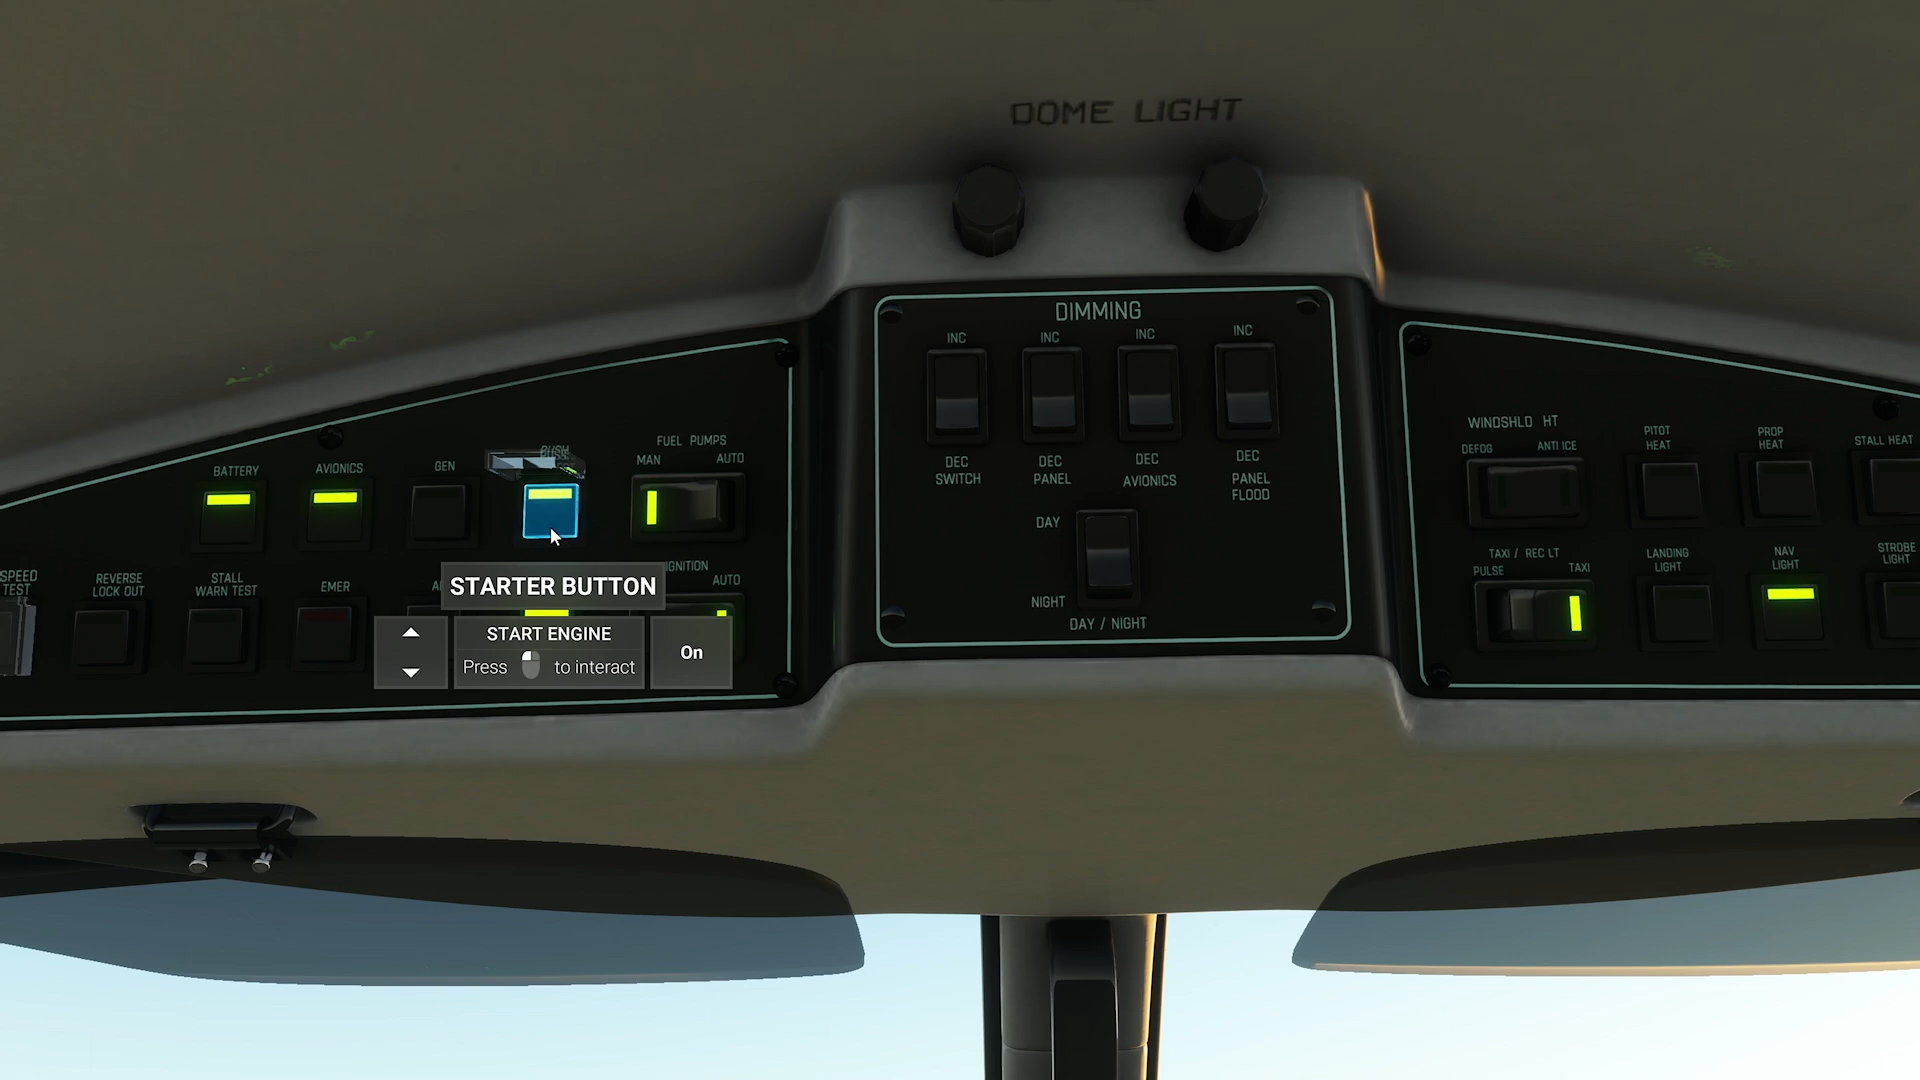 DOME LIGHT
DIMMING
INC INC INC INC
DEC SWITCH
DEC PANEL
DEC AVIONICS
DEC PANEL FLOOD
DAY
NIGHT
DAY / NIGHT
BATTERY
AVIONICS
GEN
PUSH
FUEL PUMPS
MAN AUTO
SPEED
TEST
REVERSE
LOCK OUT
STALL
WARN TEST
EMER
IGNITION
AUTO
STARTER BUTTON
START ENGINE
Press to interact
On
WINDSHLD HT
DEFOG ANTI ICE
PITOT
HEAT
PROP
HEAT
STALL HEAT
TAXI / REC LT
PULSE TAXI
LANDING
LIGHT
NAV
LIGHT
STROBE
LIGHT